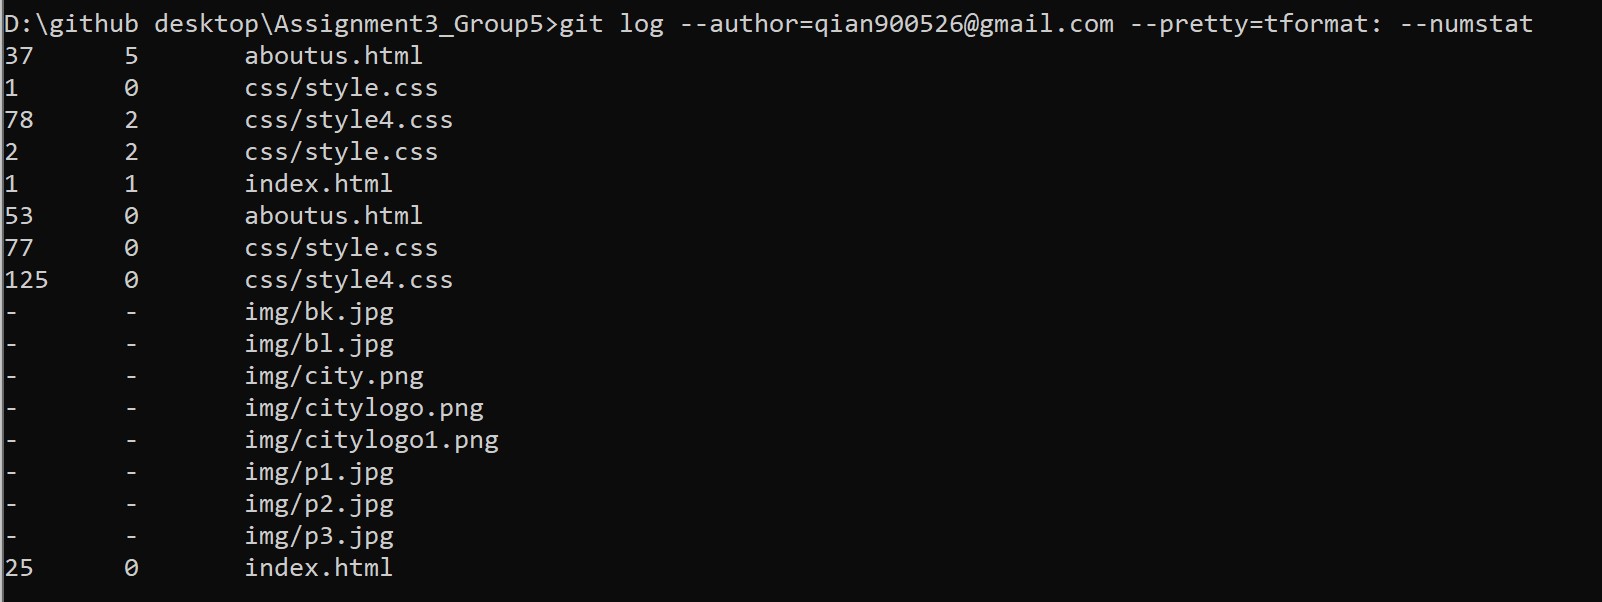 D:\github desktop\Assignment3_Group5>git log --author=qian900526@gmail.com --pretty=tformat: --numstat
37      5       aboutus.html
1       0       css/style.css
78      2       css/style4.css
2       2       css/style.css
1       1       index.html
53      0       aboutus.html
77      0       css/style.css
125     0       css/style4.css
-       -       img/bk.jpg
-       -       img/bl.jpg
-       -       img/city.png
-       -       img/citylogo.png
-       -       img/citylogo1.png
-       -       img/p1.jpg
-       -       img/p2.jpg
-       -       img/p3.jpg
25      0       index.html